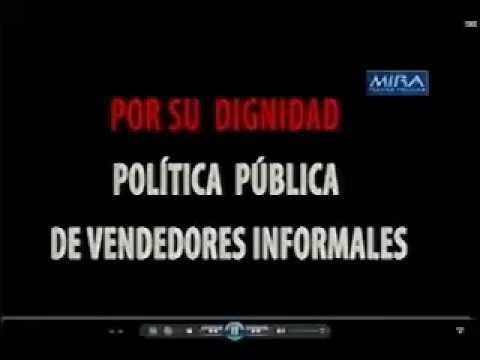 MIRA
POR SU DIGNIDAD
POLÍTICA PÚBLICA
DE VENDEDORES INFORMALES